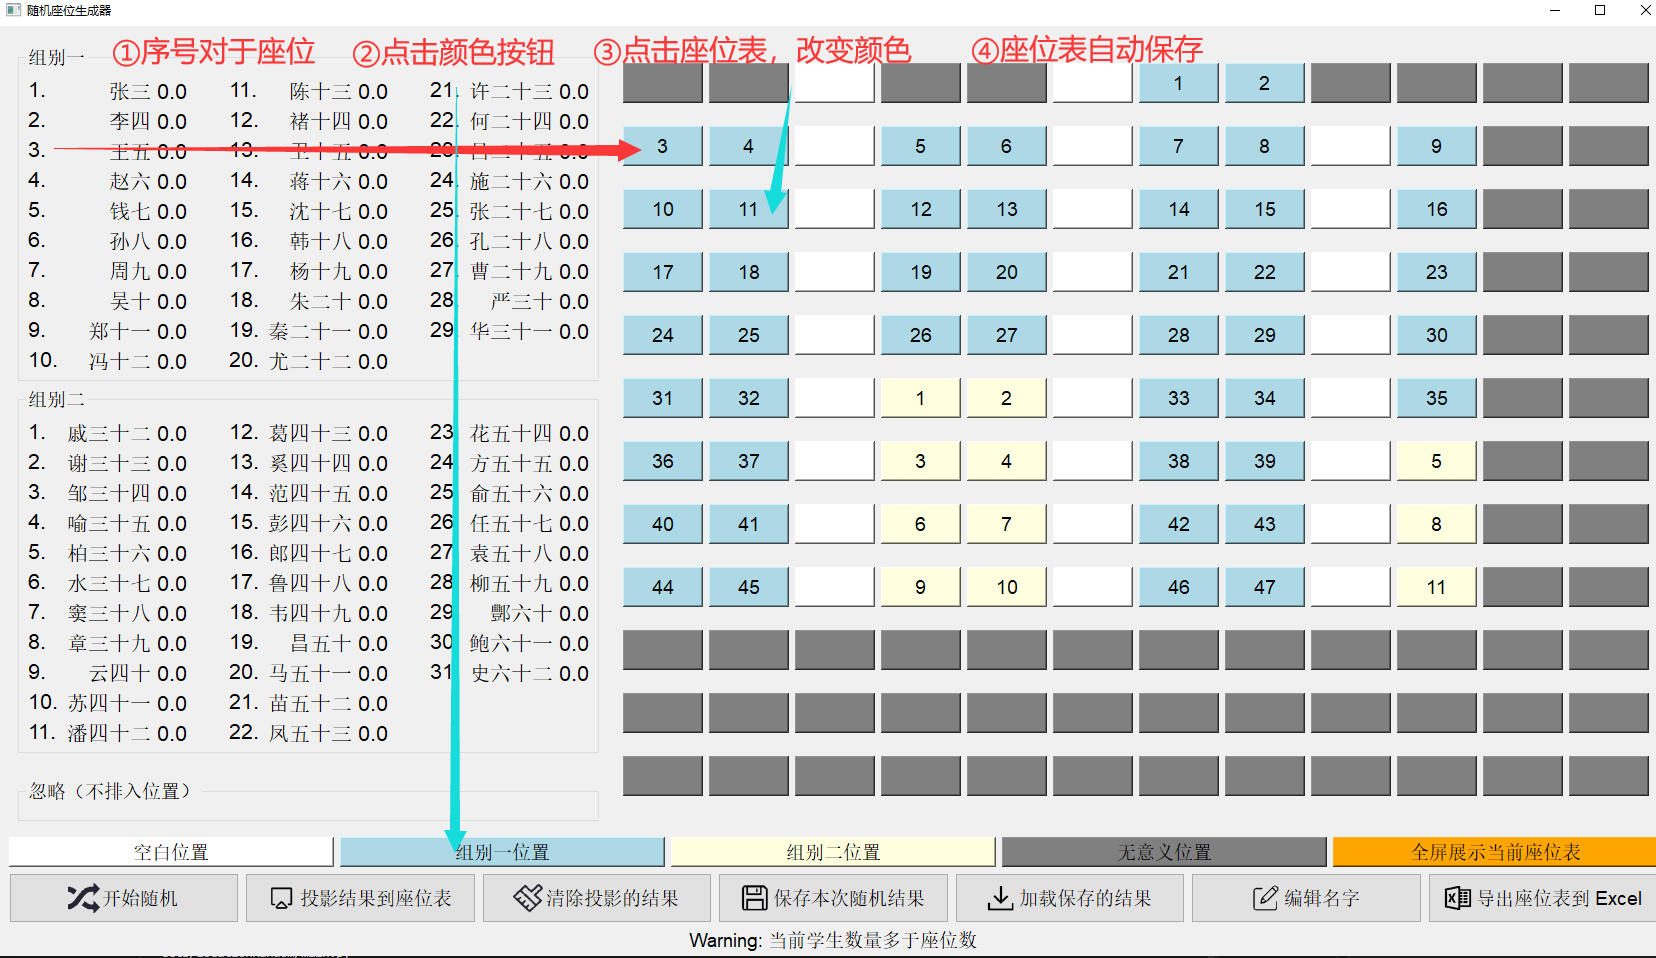 随机座位生成器
①序号对于座位 ②点击颜色按钮 ③点击座位表，改变颜色 ④座位表自动保存
组别一
1. 张三 0.0 11. 陈十三 0.0 21. 许二十三 0.0
2. 李四 0.0 12. 褚十四 0.0 22. 何二十四 0.0
3. 王五 0.0 13. 卫十五 0.0 23. 吕二十五 0.0
4. 赵六 0.0 14. 蒋十六 0.0 24. 施二十六 0.0
5. 钱七 0.0 15. 沈十七 0.0 25. 张二十七 0.0
6. 孙八 0.0 16. 韩十八 0.0 26. 孔二十八 0.0
7. 周九 0.0 17. 杨十九 0.0 27. 曹二十九 0.0
8. 吴十 0.0 18. 朱二十 0.0 28. 严三十 0.0
9. 郑十一 0.0 19. 秦二十一 0.0 29. 华三十一 0.0
10. 冯十二 0.0 20. 尤二十二 0.0
组别二
1. 戚三十二 0.0 12. 葛四十三 0.0 23. 花五十四 0.0
2. 谢三十三 0.0 13. 奚四十四 0.0 24. 方五十五 0.0
3. 邹三十四 0.0 14. 范四十五 0.0 25. 俞五十六 0.0
4. 喻三十五 0.0 15. 彭四十六 0.0 26. 任五十七 0.0
5. 柏三十六 0.0 16. 郎四十七 0.0 27. 袁五十八 0.0
6. 水三十七 0.0 17. 鲁四十八 0.0 28. 柳五十九 0.0
7. 窦三十八 0.0 18. 韦四十九 0.0 29. 酆六十 0.0
8. 章三十九 0.0 19. 昌五十 0.0 30. 鲍六十一 0.0
9. 云四十 0.0 20. 马五十一 0.0 31. 史六十二 0.0
10. 苏四十一 0.0 21. 苗五十二 0.0
11. 潘四十二 0.0 22. 凤五十三 0.0
忽略（不排入位置）
1 2
3 4 5 6 7 8 9
10 11 12 13 14 15 16
17 18 19 20 21 22 23
24 25 26 27 28 29 30
31 32 1 2 33 34 35
36 37 3 4 38 39 5
40 41 6 7 42 43 8
44 45 9 10 46 47 11
空白位置 组别一位置 组别二位置 无意义位置 全屏展示当前座位表
开始随机 投影结果到座位表 清除投影的结果 保存本次随机结果 加载保存的结果 编辑名字 导出座位表到 Excel
Warning: 当前学生数量多于座位数